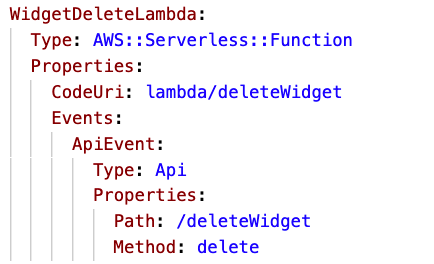 WidgetDeleteLambda:
  Type: AWS::Serverless::Function
  Properties:
    CodeUri: lambda/deleteWidget
    Events:
      ApiEvent:
        Type: Api
        Properties:
          Path: /deleteWidget
          Method: delete